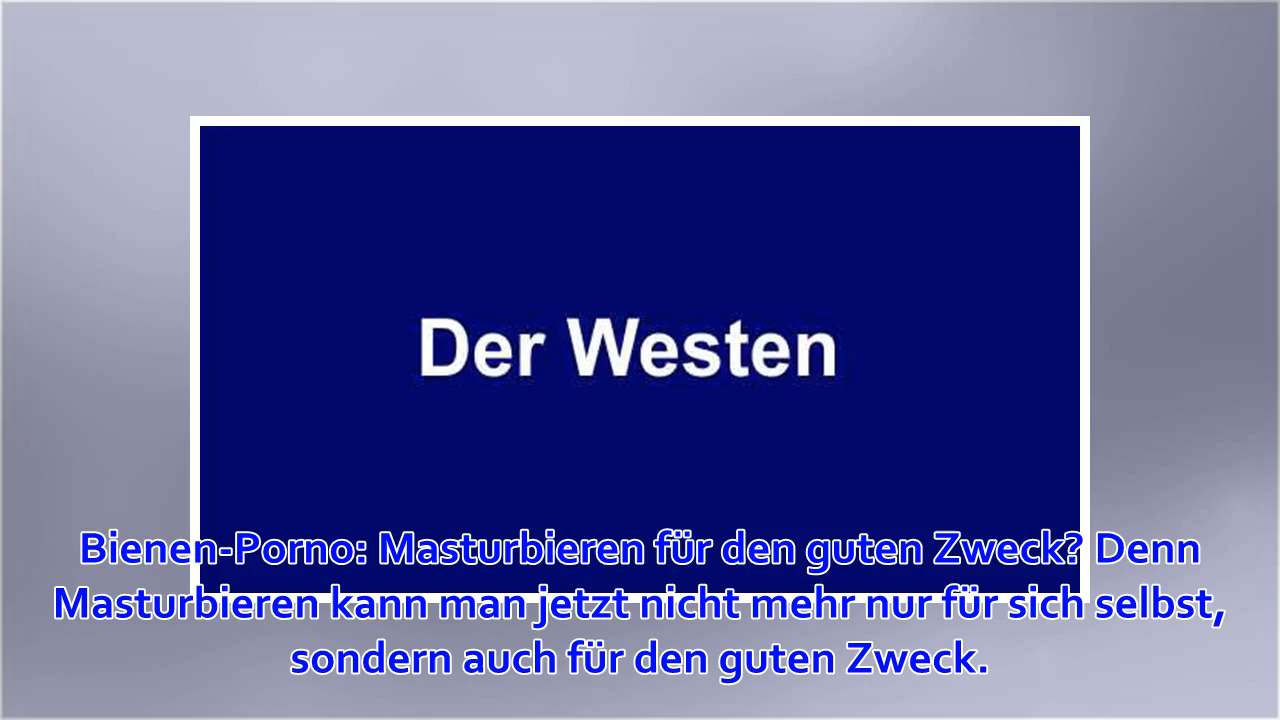 Der Westen
Bienen-Porno: Masturbieren für den guten Zweck? Denn
Masturbieren kann man jetzt nicht mehr nur für sich selbst,
sondern auch für den guten Zweck.